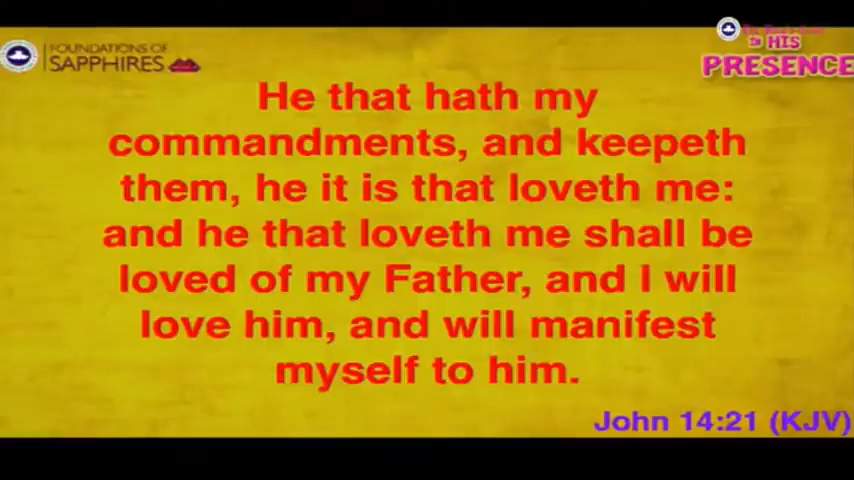 FOUNDATIONS OF
SAPPHIRES
HIS
PRESENCE
He that hath my
commandments, and keepeth
them, he it is that loveth me:
and he that loveth me shall be
loved of my Father, and I will
love him, and will manifest
myself to him.
John 14:21 (KJV)